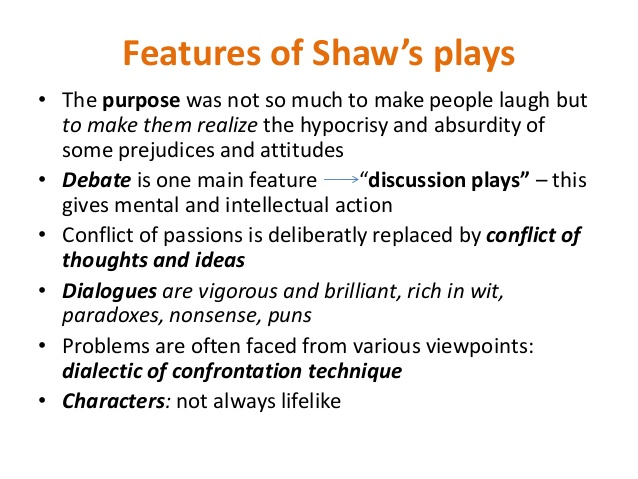 Features of Shaw’s plays
• The purpose was not so much to make people laugh but
to make them realize the hypocrisy and absurdity of
some prejudices and attitudes
• Debate is one main feature → “discussion plays” – this
gives mental and intellectual action
• Conflict of passions is deliberatly replaced by conflict of
thoughts and ideas
• Dialogues are vigorous and brilliant, rich in wit,
paradoxes, nonsense, puns
• Problems are often faced from various viewpoints:
dialectic of confrontation technique
• Characters: not always lifelike